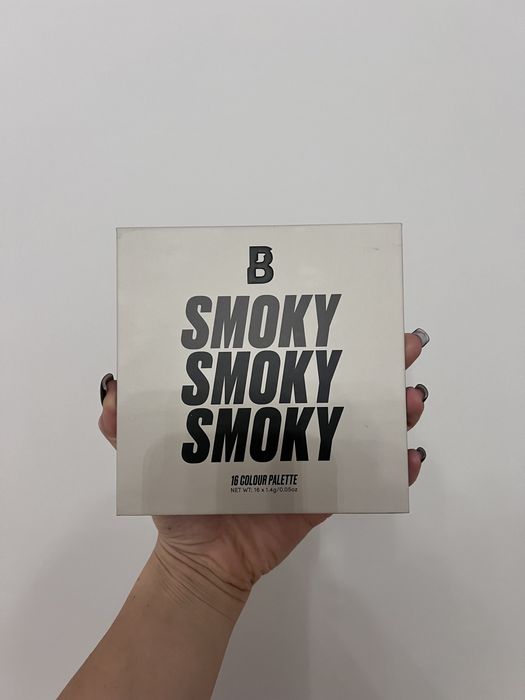 B
SMOKY
SMOKY
SMOKY
16 COLOUR PALETTE
NET WT: 16 x 1.4g/0.05oz